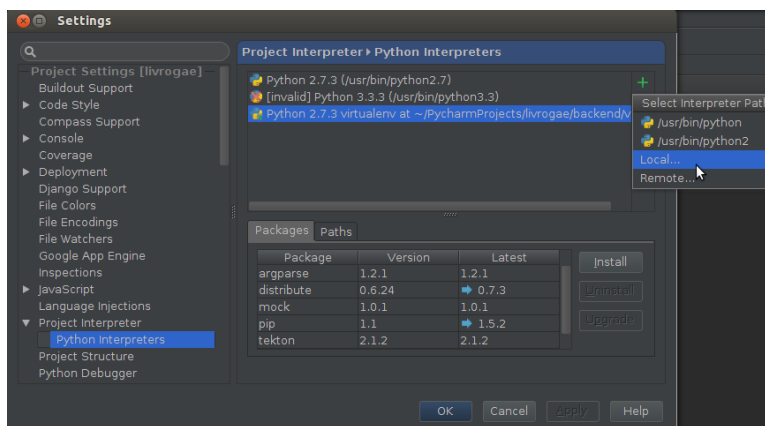 Settings
Project Settings [livrogae]
Buildout Support
Code Style
Compass Support
Console
Coverage
Deployment
Django Support
File Colors
File Encodings
File Watchers
Google App Engine
Inspections
JavaScript
Language Injections
Project Interpreter
Python Interpreters
Project Structure
Python Debugger
Project Interpreter Python Interpreters
Python 2.7.3 (/usr/bin/python2.7)
[invalid] Python 3.3.3 (/usr/bin/python3.3)
Python 2.7.3 virtualenv at ~/PycharmProjects/livrogae/backend/v
Select Interpreter Pat
/usr/bin/python
/usr/bin/python2
Local...
Remote...
Packages Paths
Package Version Latest
argparse 1.2.1 1.2.1
distribute 0.6.24 0.7.3
mock 1.0.1 1.0.1
pip 1.1 1.5.2
tekton 2.1.2 2.1.2
Install
Uninstall
Upgrade
OK Cancel Apply Help